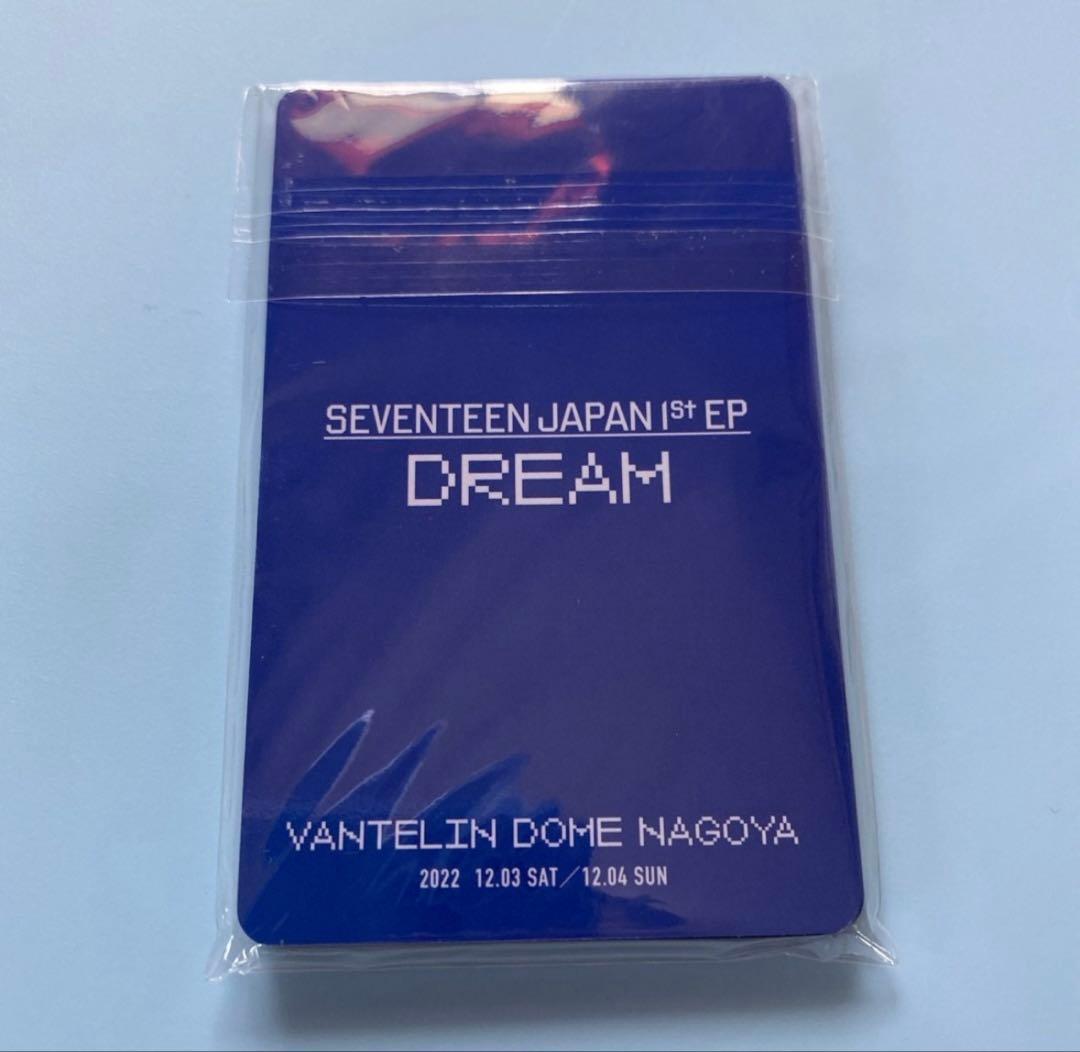 SEVENTEEN JAPAN 1St EP
DREAM
VANTELIN DOME NAGOYA
2022 12.03 SAT／12.04 SUN